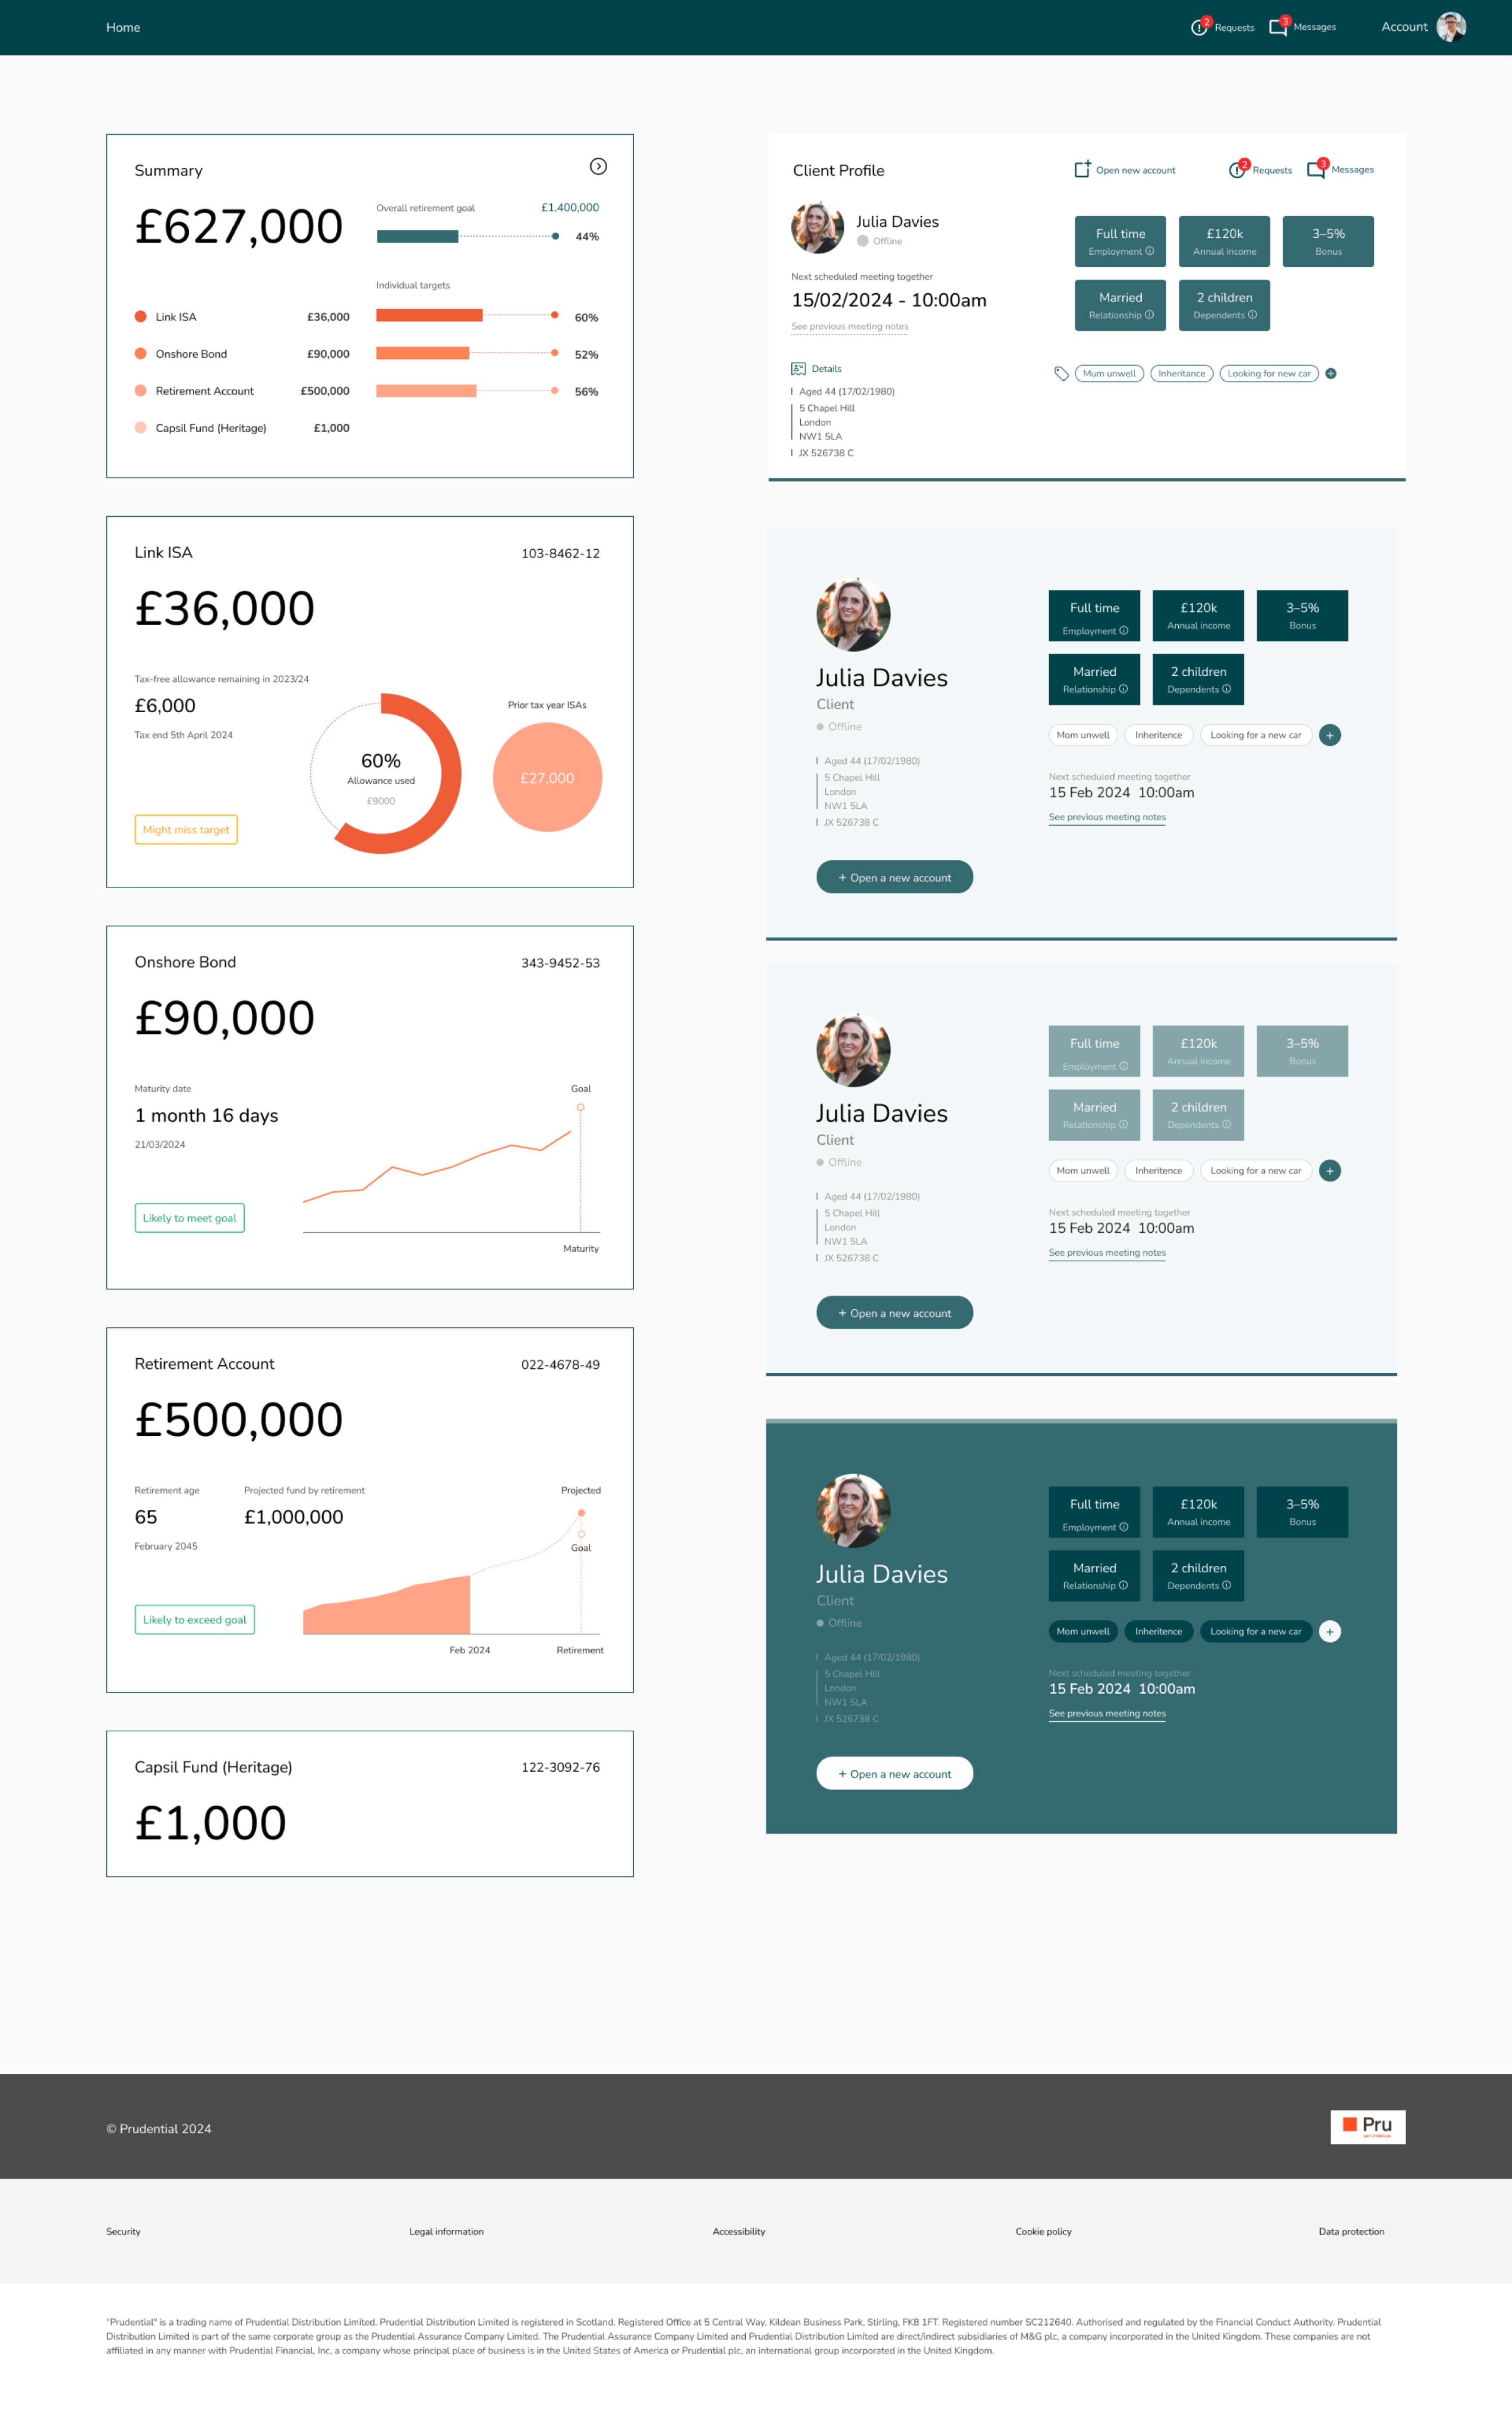 Home
2
Requests
3
Messages
Account
Summary
£627,000
Overall retirement goal
£1,400,000
44%
Individual targets
Link ISA
£36,000
60%
Onshore Bond
£90,000
52%
Retirement Account
£500,000
56%
Capsil Fund (Heritage)
£1,000
Link ISA
103-8462-12
£36,000
Tax-free allowance remaining in 2023/24
£6,000
Tax end 5th April 2024
60%
Allowance used
£9000
Prior tax year ISAs
£27,000
Might miss target
Onshore Bond
343-9452-53
£90,000
Maturity date
1 month 16 days
21/03/2024
Goal
Likely to meet goal
Maturity
Retirement Account
022-4678-49
£500,000
Retirement age
65
February 2045
Projected fund by retirement
£1,000,000
Projected
Goal
Likely to exceed goal
Feb 2024
Retirement
Capsil Fund (Heritage)
122-3092-76
£1,000
Client Profile
Open new account
2
Requests
3
Messages
Julia Davies
Offline
Next scheduled meeting together
15/02/2024 - 10:00am
See previous meeting notes
Details
Aged 44 (17/02/1980)
5 Chapel Hill
London
NW1 5LA
JX 526738 C
Full time
Employment
£120k
Annual income
3–5%
Bonus
Married
Relationship
2 children
Dependents
Mum unwell
Inheritance
Looking for new car
Julia Davies
Client
Offline
Aged 44 (17/02/1980)
5 Chapel Hill
London
NW1 5LA
JX 526738 C
+ Open a new account
Full time
Employment
£120k
Annual income
3–5%
Bonus
Married
Relationship
2 children
Dependents
Mom unwell
Inheritence
Looking for a new car
+
Next scheduled meeting together
15 Feb 2024 10:00am
See previous meeting notes
Julia Davies
Client
Offline
Aged 44 (17/02/1980)
5 Chapel Hill
London
NW1 5LA
JX 526738 C
+ Open a new account
Full time
Employment
£120k
Annual income
3–5%
Bonus
Married
Relationship
2 children
Dependents
Mom unwell
Inheritence
Looking for a new car
+
Next scheduled meeting together
15 Feb 2024 10:00am
See previous meeting notes
Julia Davies
Client
Offline
Aged 44 (17/02/1980)
5 Chapel Hill
London
NW1 5LA
JX 526738 C
+ Open a new account
Full time
Employment
£120k
Annual income
3–5%
Bonus
Married
Relationship
2 children
Dependents
Mom unwell
Inheritence
Looking for a new car
+
Next scheduled meeting together
15 Feb 2024 10:00am
See previous meeting notes
© Prudential 2024
Pru
Security
Legal information
Accessibility
Cookie policy
Data protection
"Prudential" is a trading name of Prudential Distribution Limited. Prudential Distribution Limited is registered in Scotland. Registered Office at 5 Central Way, Kildean Business Park, Stirling, FK8 1FT. Registered number SC212640. Authorised and regulated by the Financial Conduct Authority. Prudential
Distribution Limited is part of the same corporate group as the Prudential Assurance Company Limited. The Prudential Assurance Company Limited and Prudential Distribution Limited are direct/indirect subsidiaries of M&G plc, a company incorporated in the United Kingdom. These companies are not
affiliated in any manner with Prudential Financial, Inc, a company whose principal place of business is in the United States of America or Prudential plc, an international group incorporated in the United Kingdom.